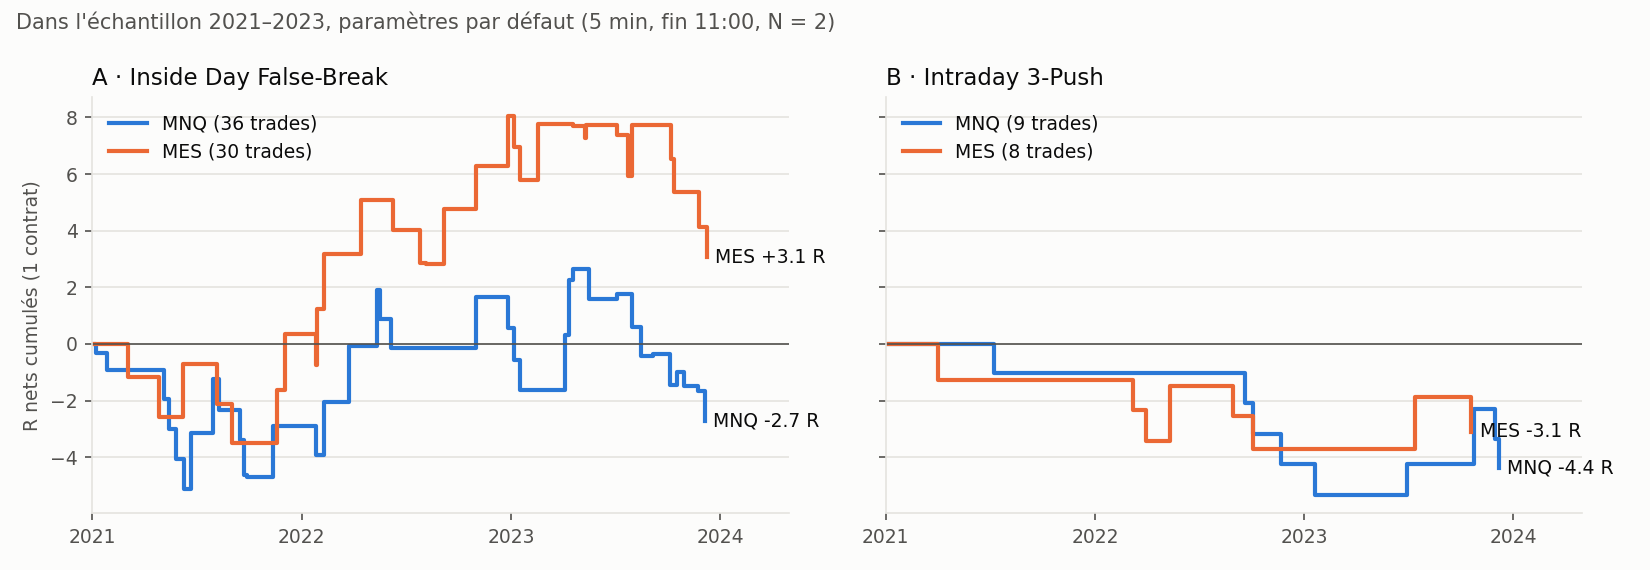 Dans l'échantillon 2021–2023, paramètres par défaut (5 min, fin 11:00, N = 2)
A · Inside Day False-Break
MNQ (36 trades)
MES (30 trades)
R nets cumulés (1 contrat)
8
6
4
2
0
−2
−4
MES +3.1 R
MNQ -2.7 R
2021
2022
2023
2024
B · Intraday 3-Push
MNQ (9 trades)
MES (8 trades)
MES -3.1 R
MNQ -4.4 R
2021
2022
2023
2024